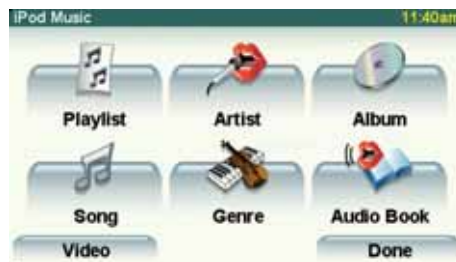 iPod Music 11:40am
Playlist Artist Album
Song Genre Audio Book
Video Done